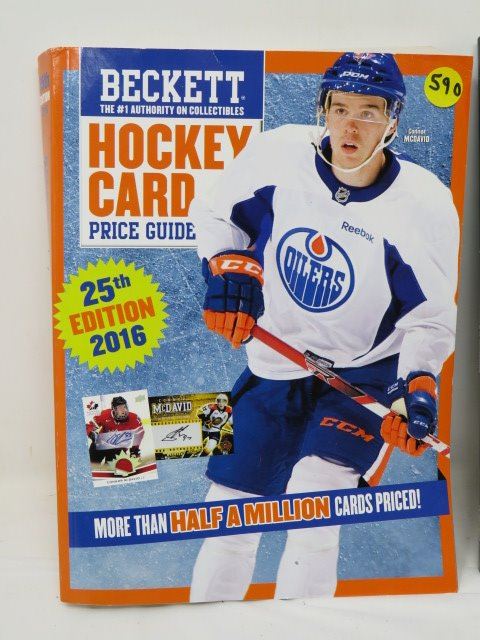 BECKETT
THE #1 AUTHORITY ON COLLECTIBLES
HOCKEY
CARD
PRICE GUIDE
25th
EDITION
2016
590
Connor
MCDAVID
CCM
Reebok
OILERS
CCM
CCM
MCDAVID
MORE THAN HALF A MILLION CARDS PRICED!